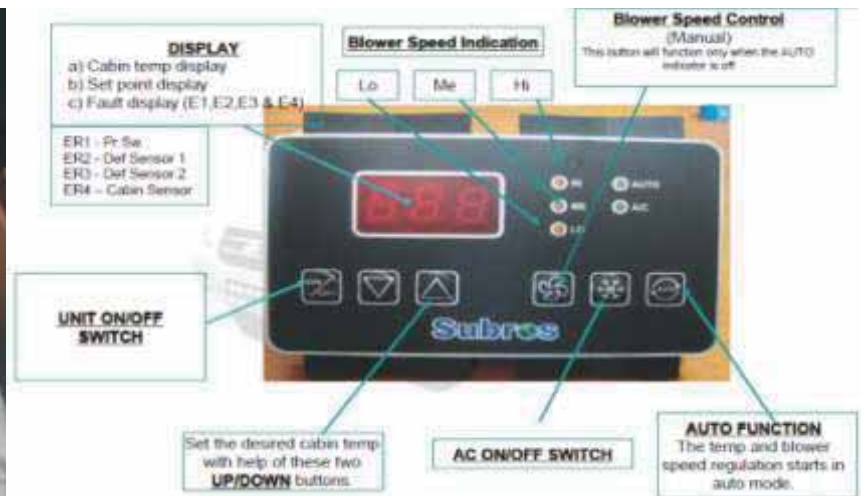 DISPLAY
a) Cabin temp display
b) Set point display
c) Fault display (E1,E2,E3 & E4)
ER1 - Pr Sw
ER2 - Def Sensor 1
ER3 - Def Sensor 2
ER4 – Cabin Sensor
Blower Speed Indication
Lo
Me
Hi
Blower Speed Control
(Manual)
This button will function only when the AUTO
indicator is off
HI
ME
LO
AUTO
A/C
Subros
UNIT ON/OFF
SWITCH
Set the desired cabin temp
with help of these two
UP/DOWN buttons.
AC ON/OFF SWITCH
AUTO FUNCTION
The temp and blower
speed regulation starts in
auto mode.